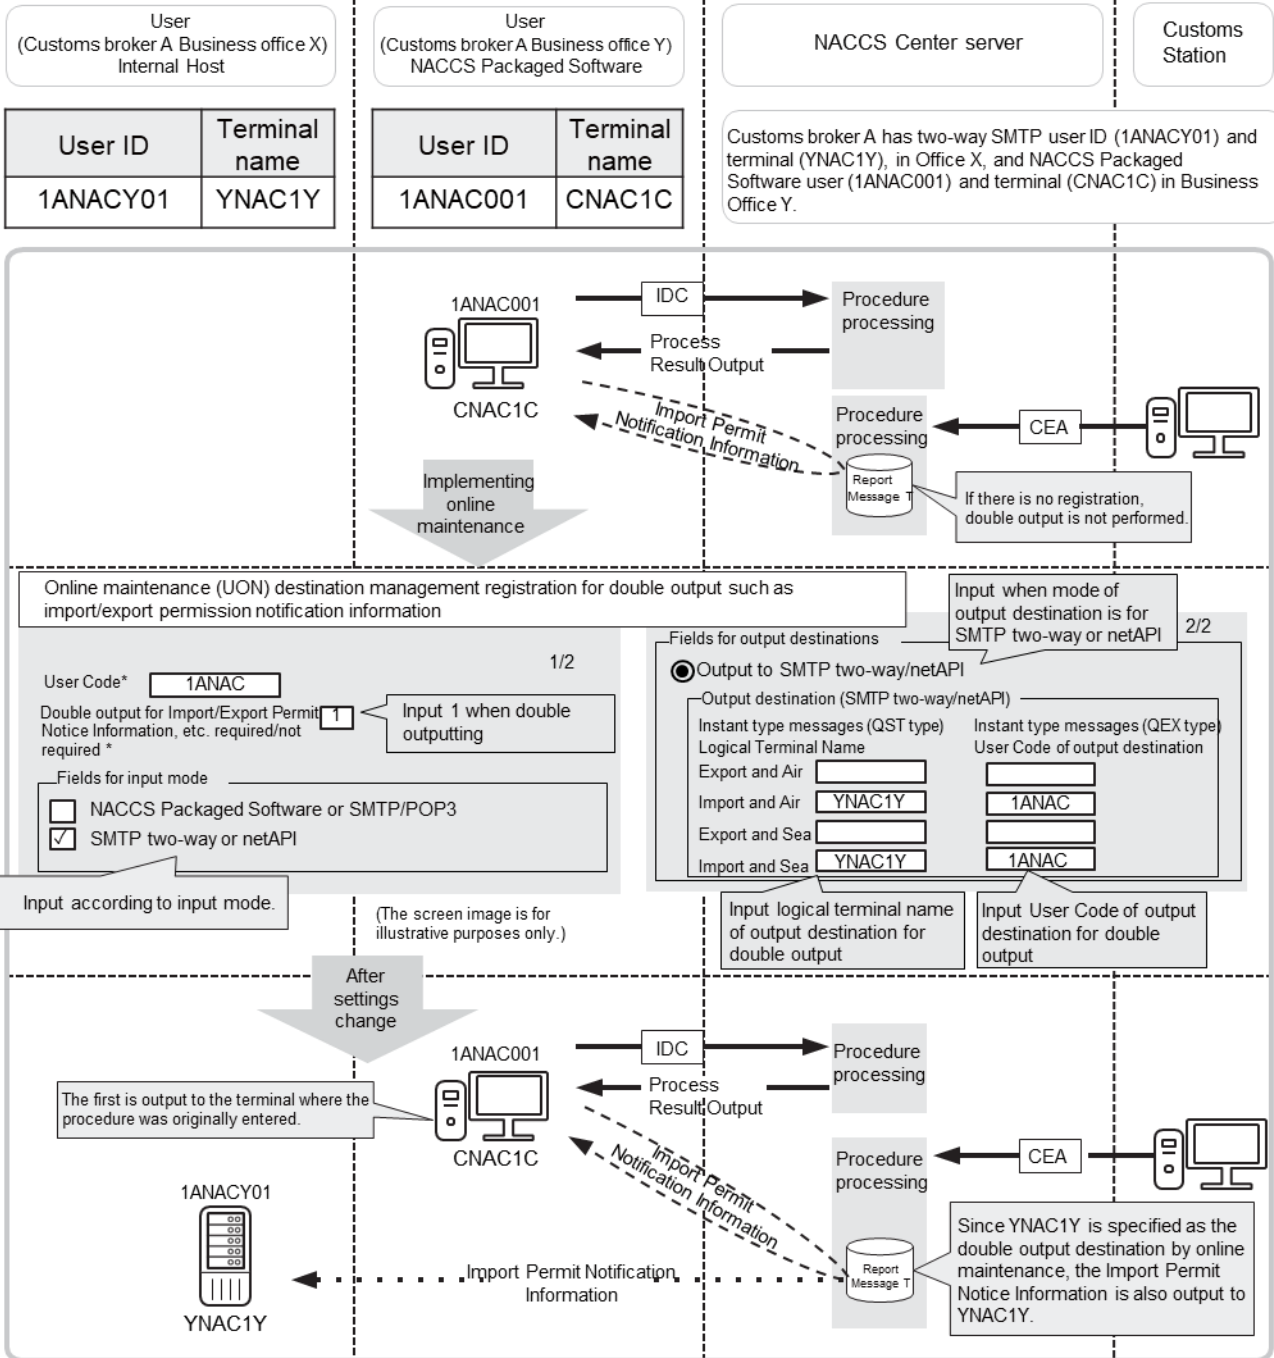 User
(Customs broker A Business office X)
Internal Host
User
(Customs broker A Business office Y)
NACCS Packaged Software
NACCS Center server
Customs
Station
User ID
Terminal
name
1ANACY01
YNAC1Y
User ID
Terminal
name
1ANAC001
CNAC1C
Customs broker A has two-way SMTP user ID (1ANACY01) and
terminal (YNAC1Y), in Office X, and NACCS Packaged
Software user (1ANAC001) and terminal (CNAC1C) in Business
Office Y.
1ANAC001
CNAC1C
IDC
Procedure
processing
Process
Result Output
Import Permit
Notification Information
Procedure
processing
CEA
Report
Message T
If there is no registration,
double output is not performed.
Implementing
online
maintenance
Online maintenance (UON) destination management registration for double output such as
import/export permission notification information
Input when mode of
output destination is for
SMTP two-way or netAPI
1/2
User Code*
1ANAC
Double output for Import/Export Permit
Notice Information, etc. required/not
required *
1
Input 1 when double
outputting
Fields for input mode
NACCS Packaged Software or SMTP/POP3
✓ SMTP two-way or netAPI
Input according to input mode.
(The screen image is for
illustrative purposes only.)
2/2
Fields for output destinations
Output to SMTP two-way/netAPI
Output destination (SMTP two-way/netAPI)
Instant type messages (QST type)
Logical Terminal Name
Instant type messages (QEX type)
User Code of output destination
Export and Air
Import and Air YNAC1Y 1ANAC
Export and Sea
Import and Sea YNAC1Y 1ANAC
Input logical terminal name
of output destination for
double output
Input User Code of output
destination for double
output
After
settings
change
1ANAC001
CNAC1C
The first is output to the terminal where the
procedure was originally entered.
IDC
Procedure
processing
Process
Result Output
Import Permit
Notification Information
Procedure
processing
CEA
Report
Message T
Since YNAC1Y is specified as the
double output destination by online
maintenance, the Import Permit
Notice Information is also output to
YNAC1Y.
1ANACY01
YNAC1Y
Import Permit Notification
Information